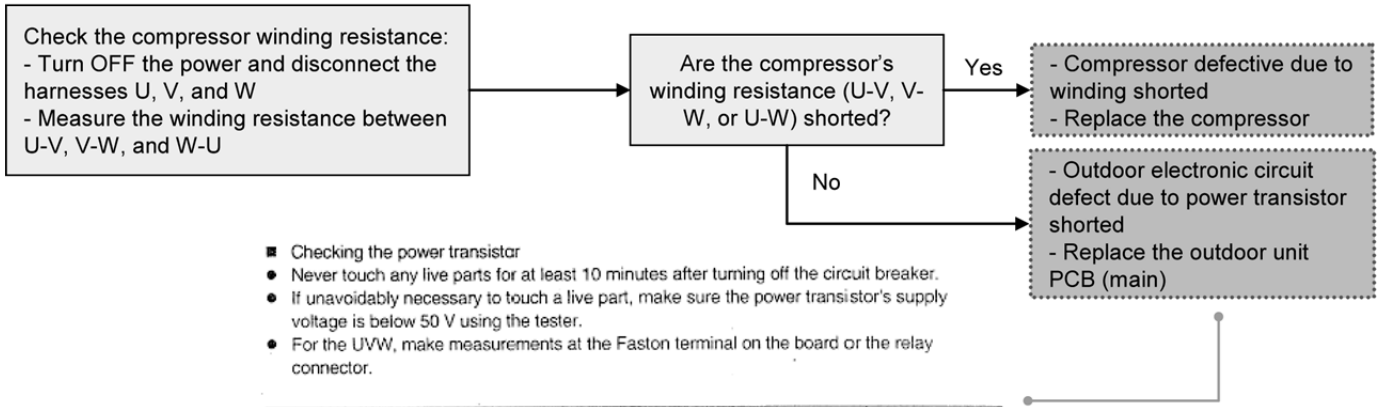 Check the compressor winding resistance:
- Turn OFF the power and disconnect the
harnesses U, V, and W
- Measure the winding resistance between
U-V, V-W, and W-U
Are the compressor's
winding resistance (U-V, V-
W, or U-W) shorted?
Yes
- Compressor defective due to
winding shorted
- Replace the compressor
No
- Outdoor electronic circuit
defect due to power transistor
shorted
- Replace the outdoor unit
PCB (main)
■ Checking the power transistor
● Never touch any live parts for at least 10 minutes after turning off the circuit breaker.
● If unavoidably necessary to touch a live part, make sure the power transistor's supply
voltage is below 50 V using the tester.
● For the UVW, make measurements at the Faston terminal on the board or the relay
connector.